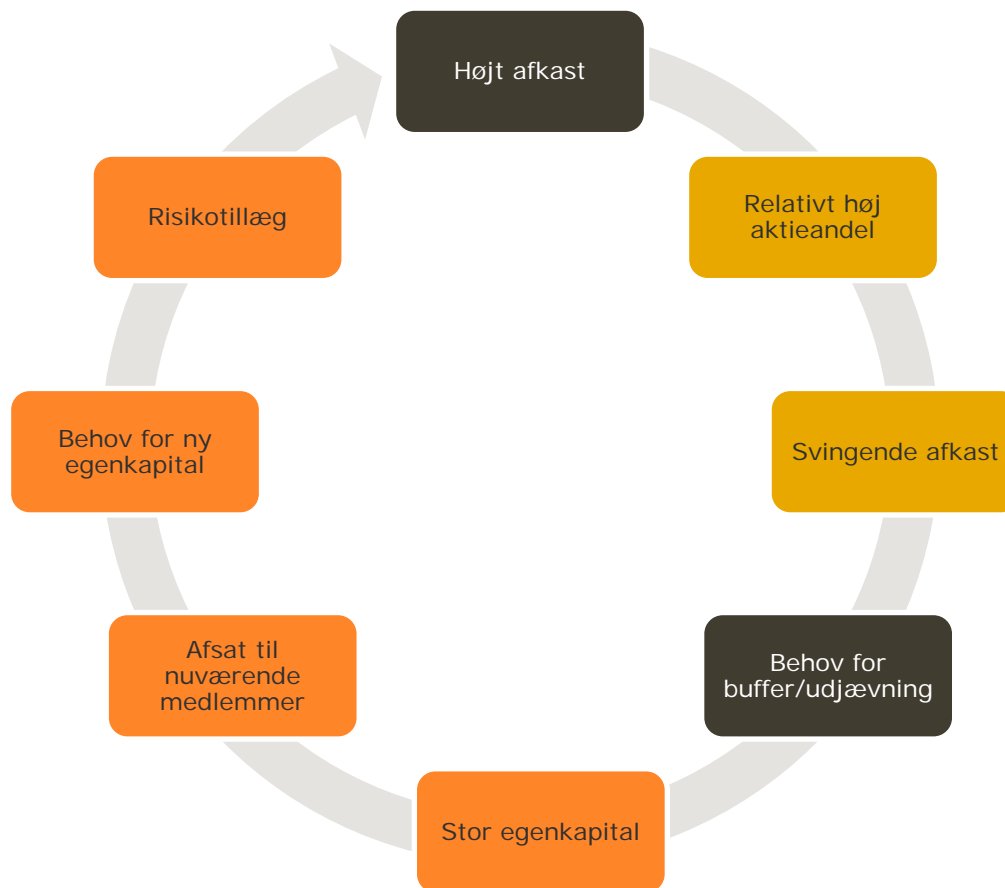 Højt afkast
Relativt høj
aktieandel
Svingende afkast
Behov for
buffer/udjævning
Stor egenkapital
Afsat til
nuværende
medlemmer
Behov for ny
egenkapital
Risikotillæg